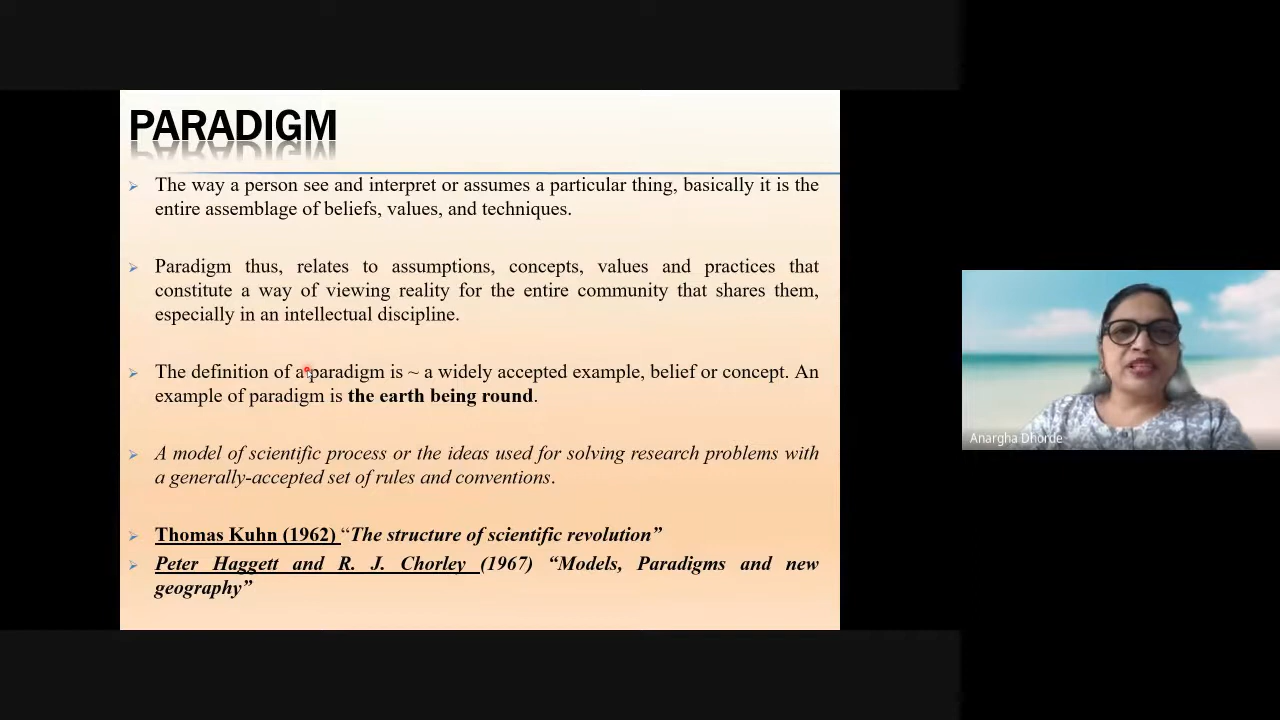 PARADIGM
The way a person see and interpret or assumes a particular thing, basically it is the
entire assemblage of beliefs, values, and techniques.
Paradigm thus, relates to assumptions, concepts, values and practices that
constitute a way of viewing reality for the entire community that shares them,
especially in an intellectual discipline.
The definition of a paradigm is ~ a widely accepted example, belief or concept. An
example of paradigm is the earth being round.
A model of scientific process or the ideas used for solving research problems with
a generally-accepted set of rules and conventions.
Thomas Kuhn (1962) “The structure of scientific revolution”
Peter Haggett and R. J. Chorley (1967) “Models, Paradigms and new
geography”
Anargha Dhorde